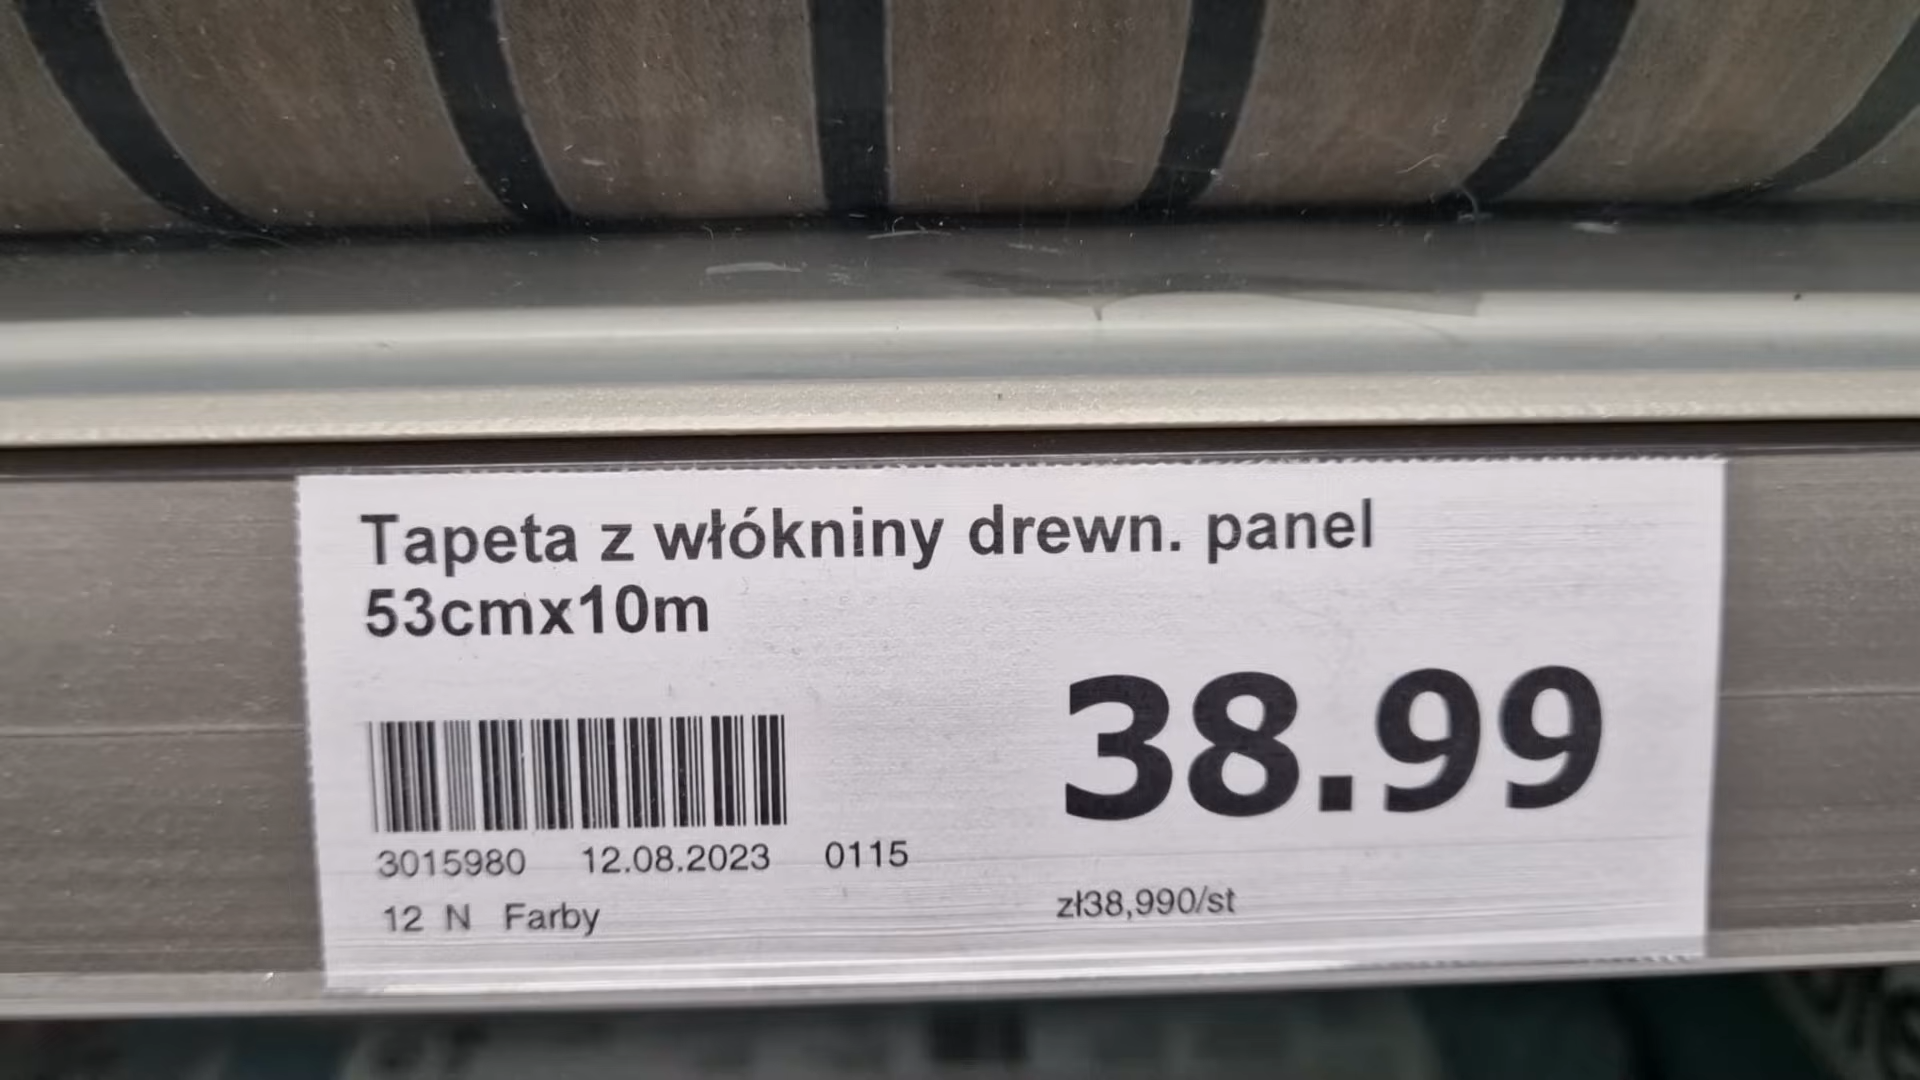 Tapeta z włókniny drewn. panel
53cmx10m
38.99
3015980 12.08.2023 0115
12 N Farby
zł38,990/st